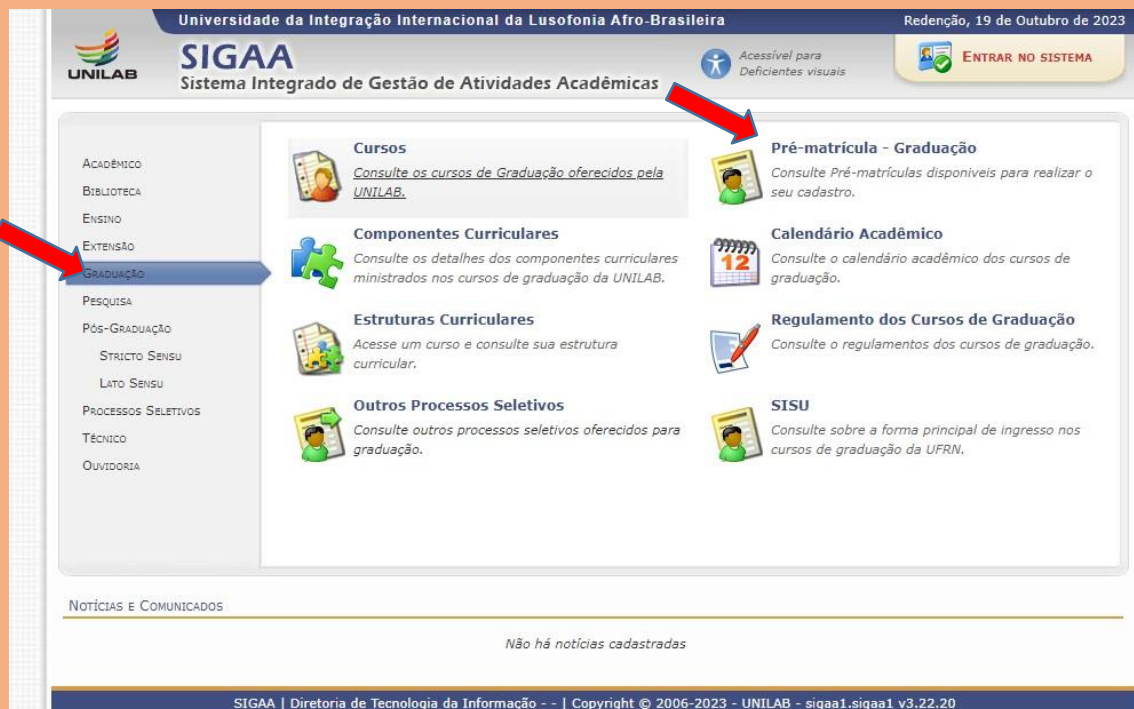 Universidade da Integração Internacional da Lusofonia Afro-Brasileira
Redenção, 19 de Outubro de 2023
UNILAB
SIGAA
Sistema Integrado de Gestão de Atividades Acadêmicas
Acessível para
Deficientes visuais
Entrar no sistema
Acadêmico
Biblioteca
Ensino
Extensão
Graduação
Pesquisa
Pós-Graduação
Stricto Sensu
Lato Sensu
Processos Seletivos
Técnico
Ouvidoria
Cursos
Consulte os cursos de Graduação oferecidos pela
UNILAB.
Pré-matrícula - Graduação
Consulte Pré-matrículas disponiveis para realizar o
seu cadastro.
Componentes Curriculares
Consulte os detalhes dos componentes curriculares
ministrados nos cursos de graduação da UNILAB.
12
Calendário Acadêmico
Consulte o calendário acadêmico dos cursos de
graduação.
Estruturas Curriculares
Acesse um curso e consulte sua estrutura
curricular.
Regulamento dos Cursos de Graduação
Consulte o regulamentos dos cursos de graduação.
Outros Processos Seletivos
Consulte outros processos seletivos oferecidos para
graduação.
SISU
Consulte sobre a forma principal de ingresso nos
cursos de graduação da UFRN.
Notícias e Comunicados
Não há notícias cadastradas
SIGAA | Diretoria de Tecnologia da Informação - - | Copyright © 2006-2023 - UNILAB - sigaa1.sigaa1 v3.22.20